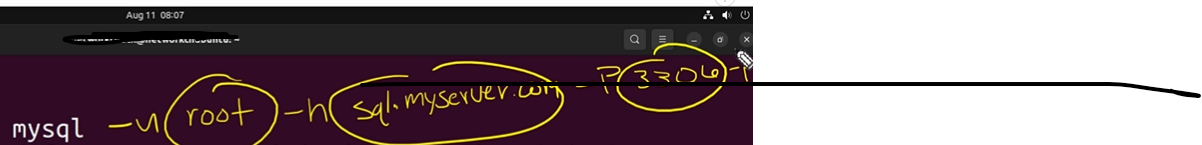 Aug 11 08:07
mysql -u root -h sql.myserver.com -P 3306 -p